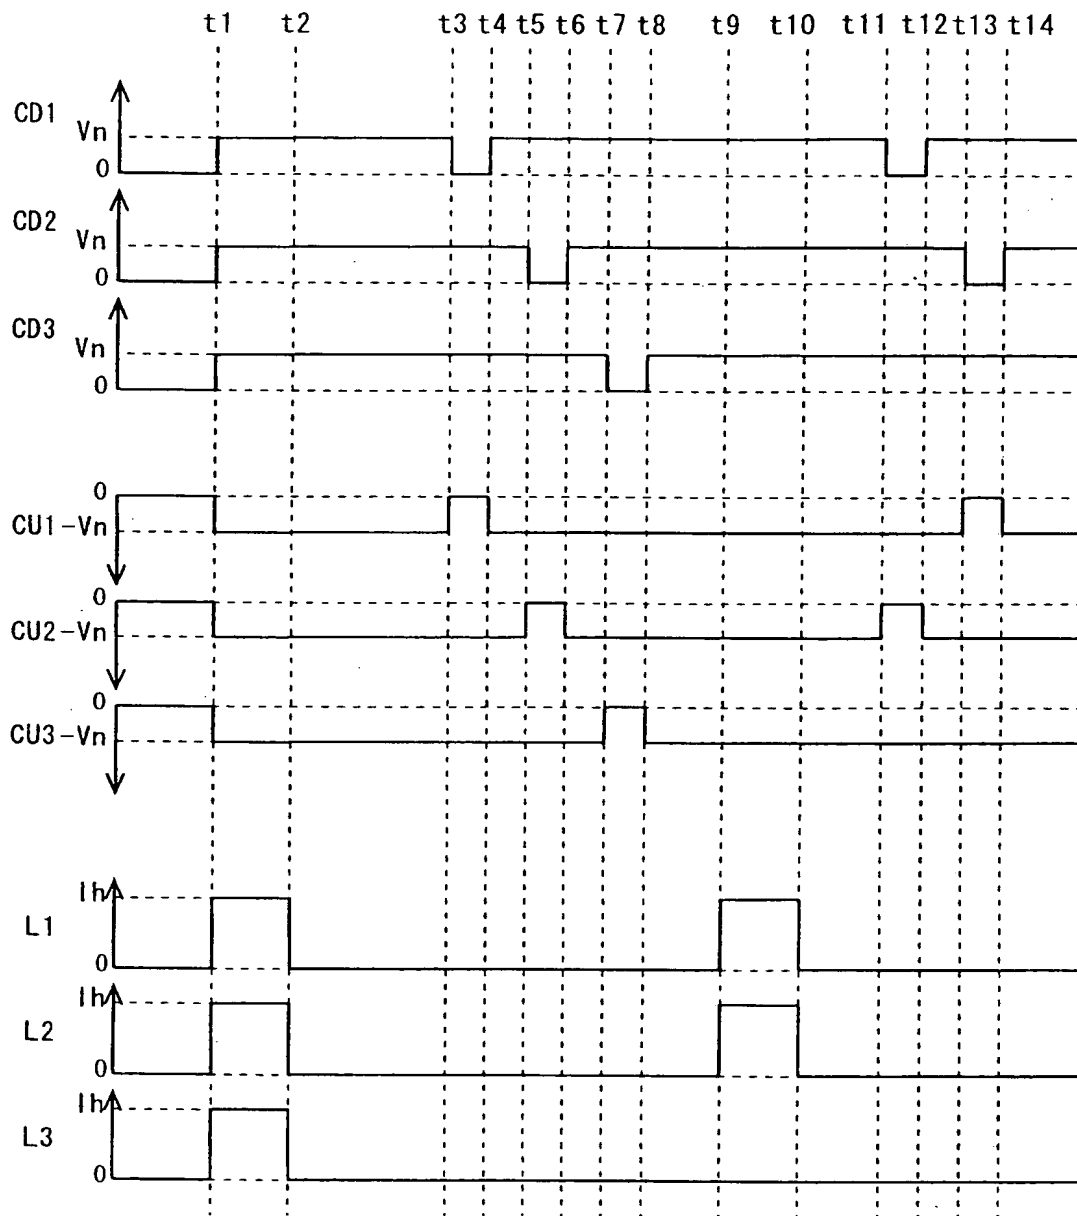 t1 t2 t3 t4 t5 t6 t7 t8 t9 t10 t11 t12 t13 t14
CD1
Vn
0
CD2
Vn
0
CD3
Vn
0
0
CU1 -Vn
0
CU2 -Vn
0
CU3 -Vn
Ih
L1
0
Ih
L2
0
Ih
L3
0